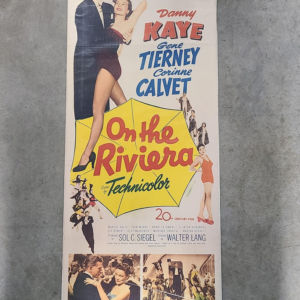 Danny
KAYE
Gene
TIERNEY
Corinne
CALVET
On the
Riviera
Technicolor
20th
SOL C. SIEGEL
WALTER LANG